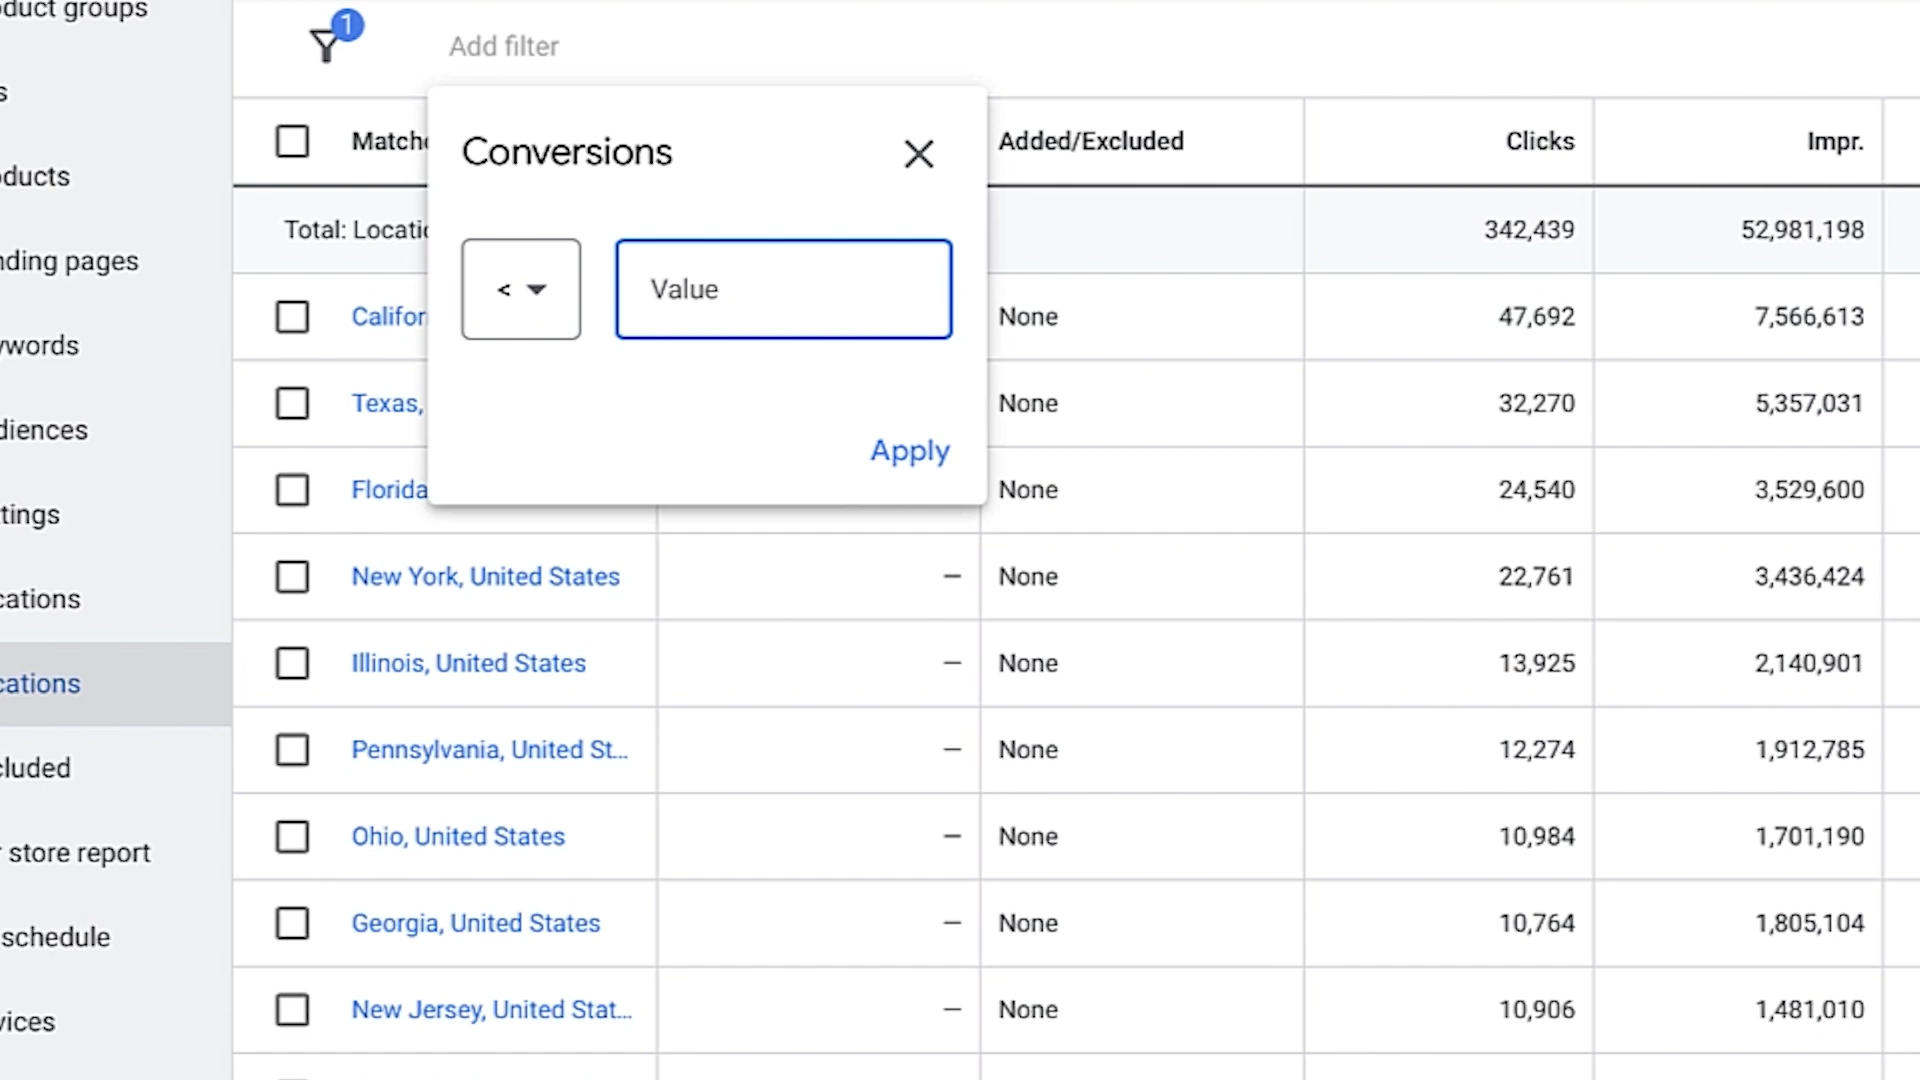 duct groups
1
Add filter
s
Conversions
Matche
Added/Excluded
Clicks
Impr.
oducts
Total: Locatio
342,439
52,981,198
nding pages
< Value
Califor
None
47,692
7,566,613
ywords
Texas,
None
32,270
5,357,031
diences
Apply
Florida
None
24,540
3,529,600
tings
New York, United States
–
None
22,761
3,436,424
cations
Illinois, United States
–
None
13,925
2,140,901
cations
Pennsylvania, United St...
–
None
12,274
1,912,785
cluded
Ohio, United States
–
None
10,984
1,701,190
r store report
Georgia, United States
–
None
10,764
1,805,104
schedule
New Jersey, United Stat...
–
None
10,906
1,481,010
vices